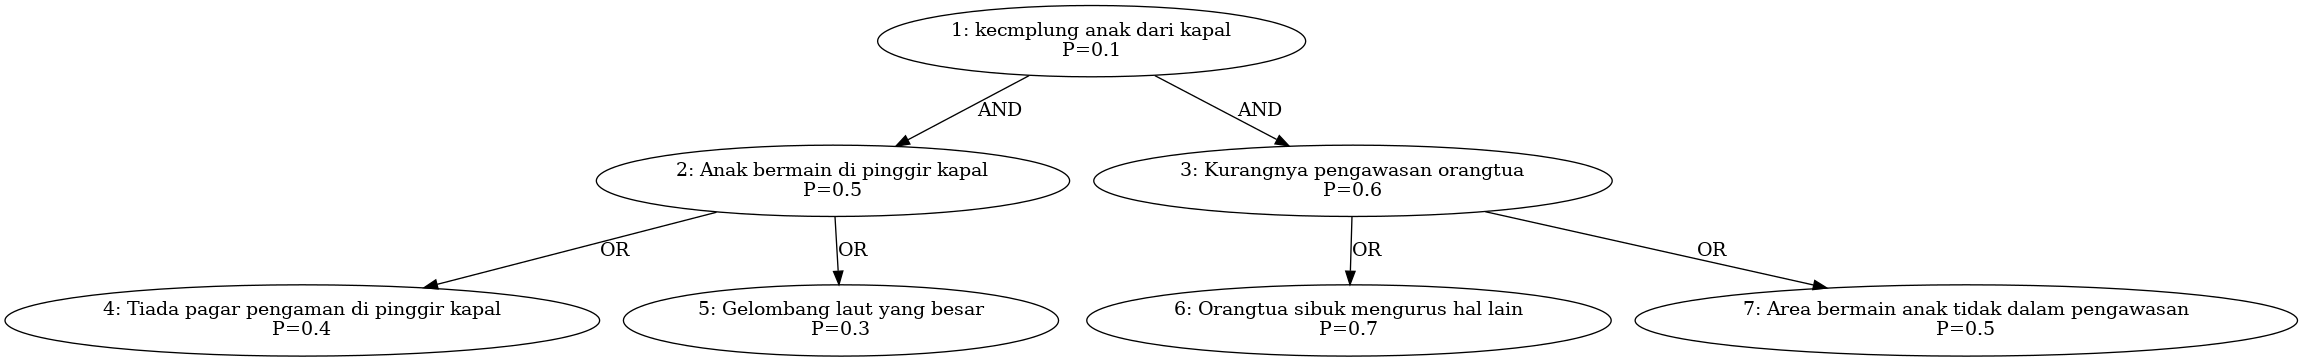 1: kecmplung anak dari kapal
P=0.1
AND
AND
2: Anak bermain di pinggir kapal
P=0.5
3: Kurangnya pengawasan orangtua
P=0.6
OR
OR
OR
OR
4: Tiada pagar pengaman di pinggir kapal
P=0.4
5: Gelombang laut yang besar
P=0.3
6: Orangtua sibuk mengurus hal lain
P=0.7
7: Area bermain anak tidak dalam pengawasan
P=0.5